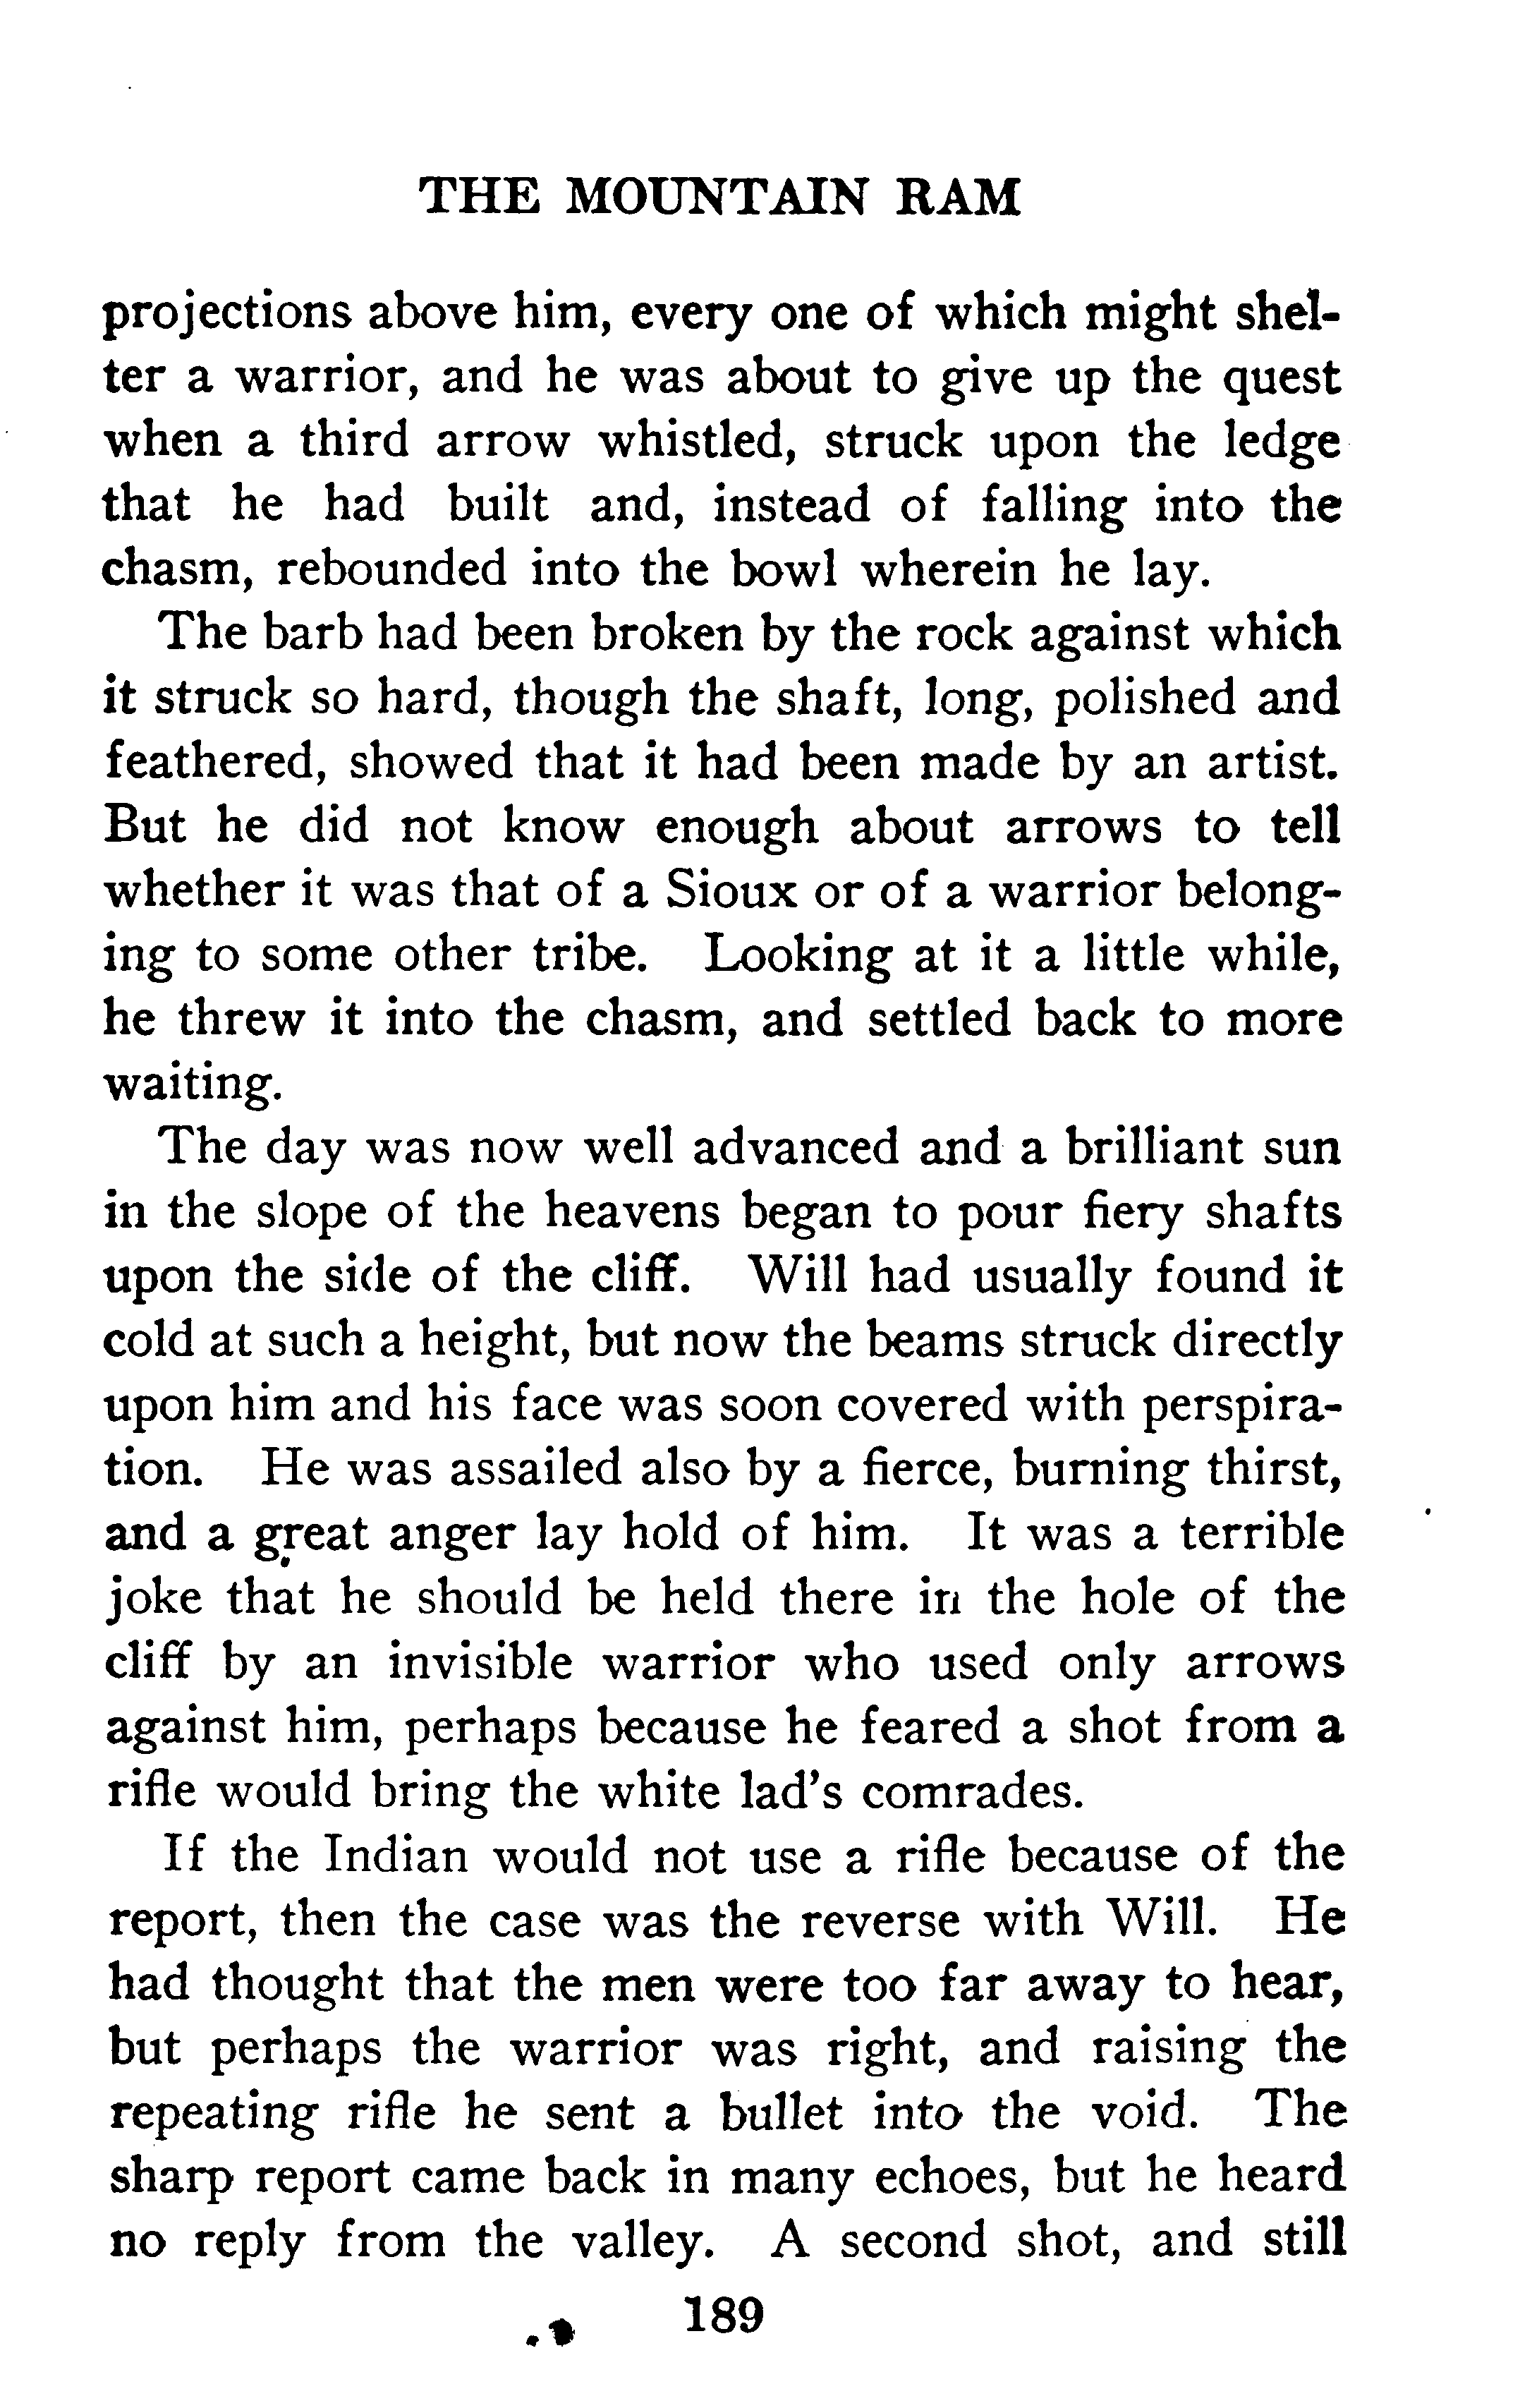 THE MOUNTAIN RAM
projections above him, every one of which might shel-
ter a warrior, and he was about to give up the quest
when a third arrow whistled, struck upon the ledge
that he had built and, instead of falling into the
chasm, rebounded into the bowl wherein he lay.
The barb had been broken by the rock against which
it struck so hard, though the shaft, long, polished and
feathered, showed that it had been made by an artist.
But he did not know enough about arrows to tell
whether it was that of a Sioux or of a warrior belong-
ing to some other tribe. Looking at it a little while,
he threw it into the chasm, and settled back to more
waiting.
The day was now well advanced and a brilliant sun
in the slope of the heavens began to pour fiery shafts
upon the side of the cliff. Will had usually found it
cold at such a height, but now the beams struck directly
upon him and his face was soon covered with perspira-
tion. He was assailed also by a fierce, burning thirst,
and a great anger lay hold of him. It was a terrible
joke that he should be held there in the hole of the
cliff by an invisible warrior who used only arrows
against him, perhaps because he feared a shot from a
rifle would bring the white lad's comrades.
If the Indian would not use a rifle because of the
report, then the case was the reverse with Will. He
had thought that the men were too far away to hear,
but perhaps the warrior was right, and raising the
repeating rifle he sent a bullet into the void. The
sharp report came back in many echoes, but he heard
no reply from the valley. A second shot, and still
189